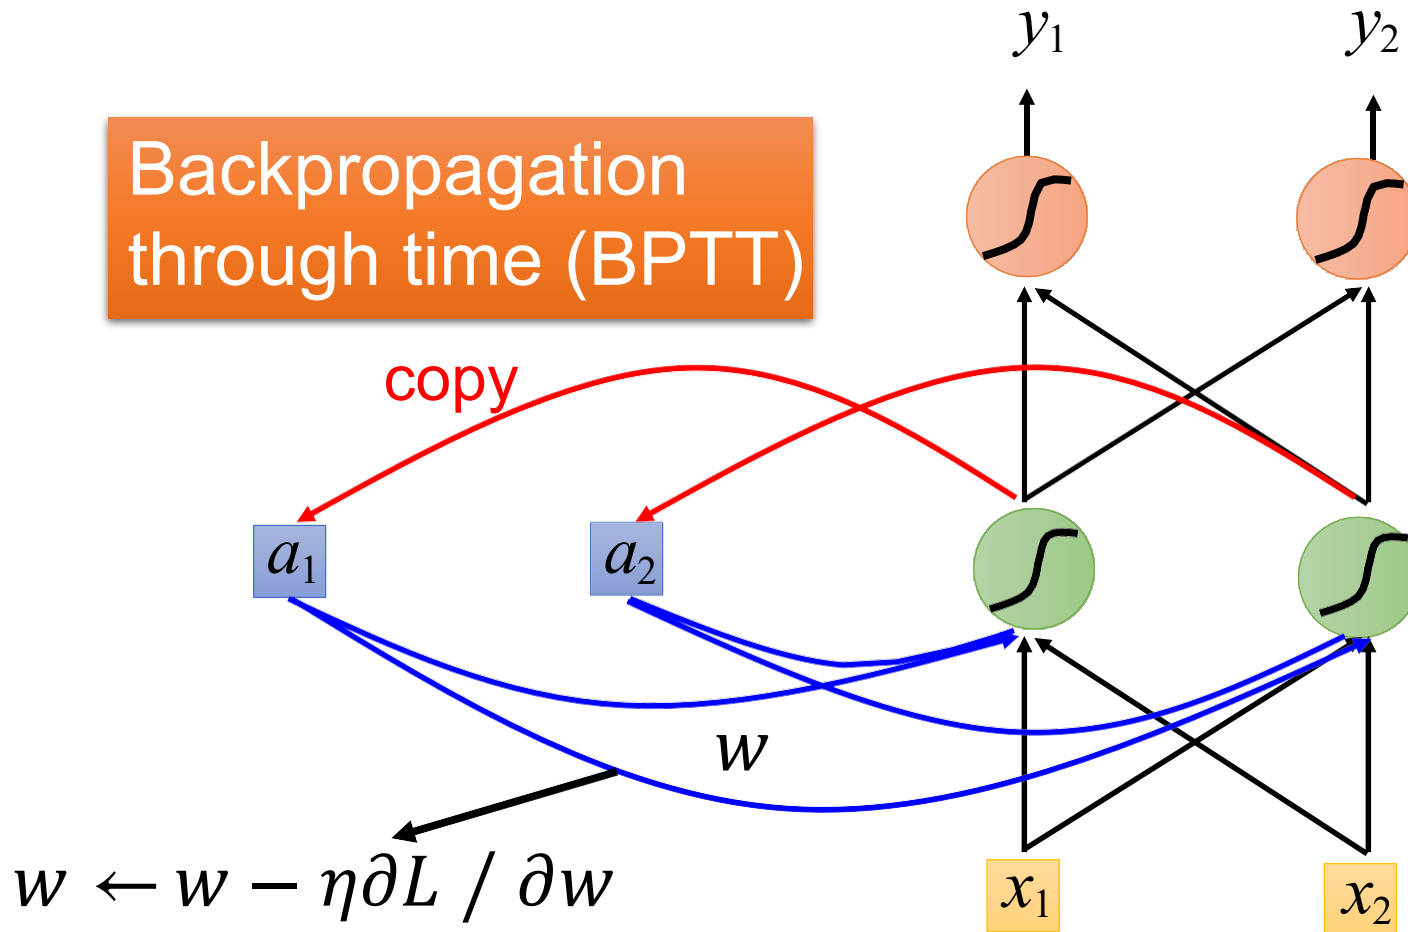 y₁ y₂
Backpropagation
through time (BPTT)
copy
a₁ a₂
w
w ← w − η∂L / ∂w
x₁ x₂